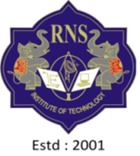 RNS
INSTITUTE OF TECHNOLOGY
Estd : 2001